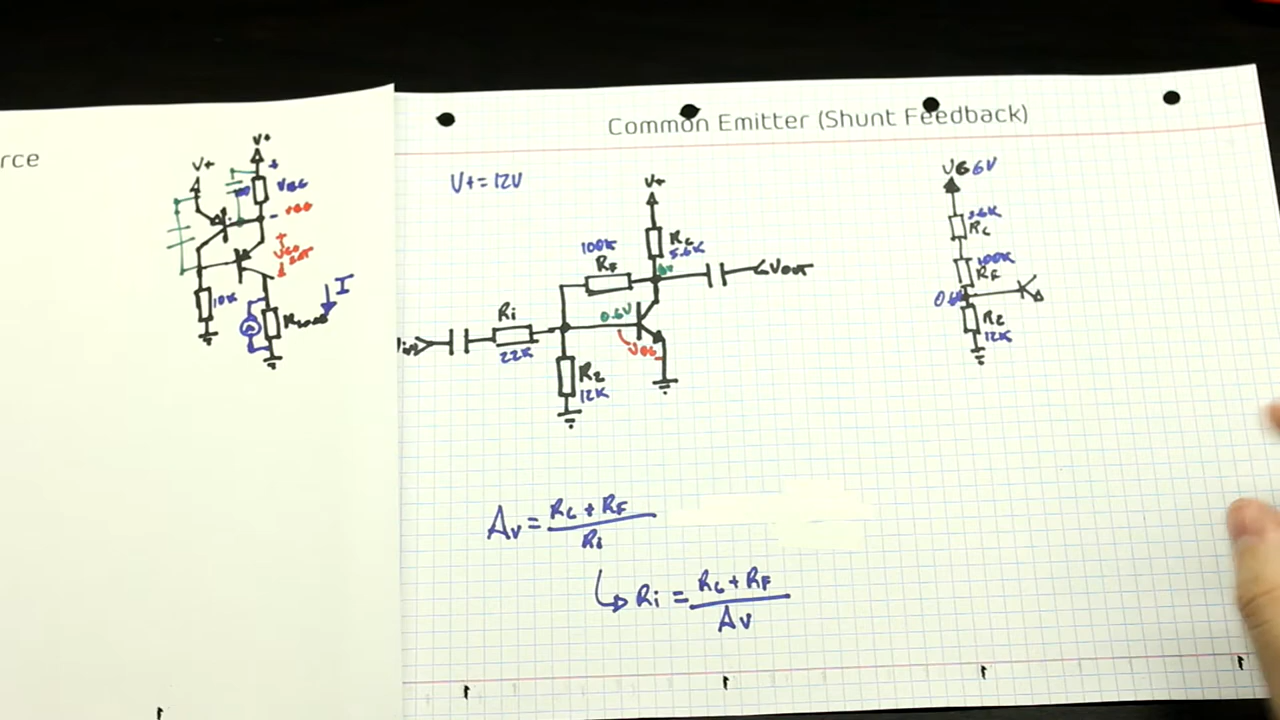 rce
V+
V+
+
VBE
-
+
I
10K
Common Emitter (Shunt Feedback)
V+ = 12V
V+
100K
RF
RC
5.6K
6V
VOUT
Ri
22K
0.6V
VBE
R2
12K
6V
5.6K
RC
100K
RF
R2
12K
Av = RC + RF
Ri
Ri = RC + RF
Av